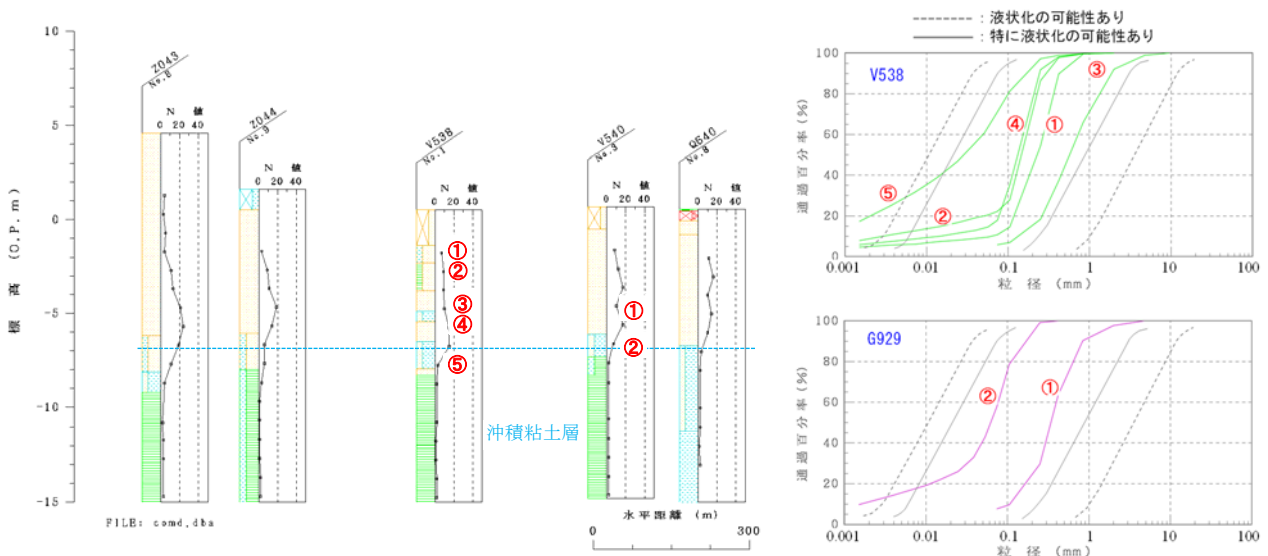 標高 (O.P.m)
10
5
0
-5
-10
-15
ZO43
No.8
N 値
0 20 40
ZO44
No.9
N 値
0 20 40
V538
No.1
N 値
0 20 40
①
②
③
④
⑤
V540
No.3
N 値
0 20 40
①
②
Q640
No.8
N 値
0 20 40
沖積粘土層
FILE: comd.dba
水平距離 (m)
0 300
: 液状化の可能性あり
: 特に液状化の可能性あり
V538
通過百分率(%)
100
80
60
40
20
0
0.001 0.01 0.1 1 10 100
粒径 (mm)
①
②
③
④
⑤
G929
通過百分率(%)
100
80
60
40
20
0
0.001 0.01 0.1 1 10 100
粒径 (mm)
①
②